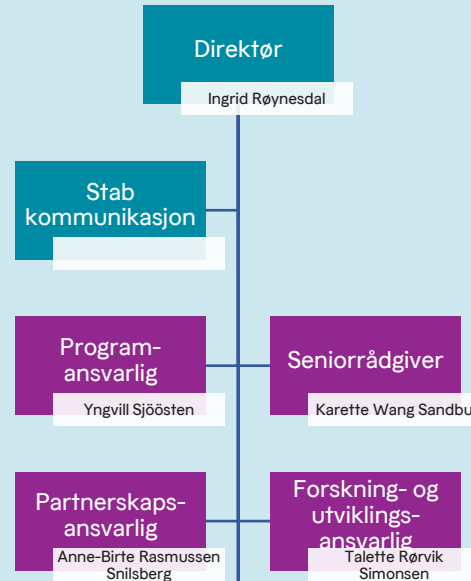 Direktør
Ingrid Røynesdal
Stab
kommunikasjon
Program-
ansvarlig
Yngvill Sjöösten
Seniorrådgiver
Karette Wang Sandbu
Partnerskaps-
ansvarlig
Anne-Birte Rasmussen
Snilsberg
Forskning- og
utviklings-
ansvarlig
Talette Rørvik
Simonsen